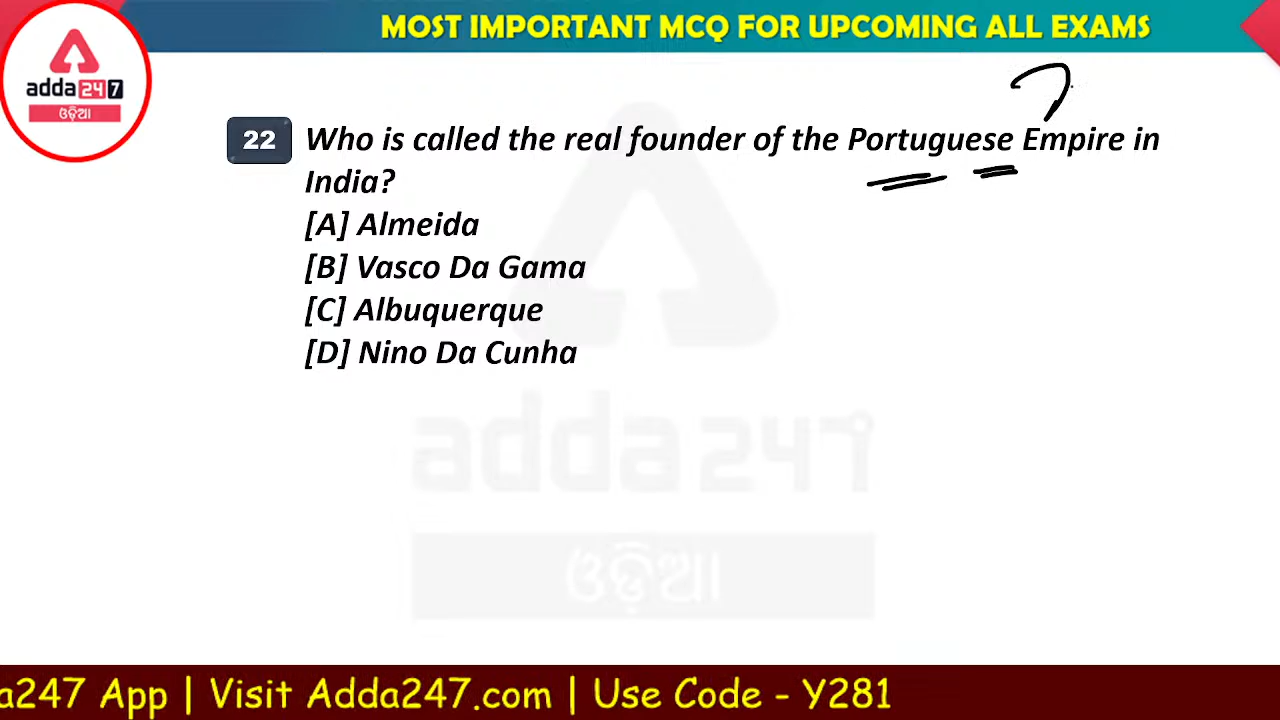 MOST IMPORTANT MCQ FOR UPCOMING ALL EXAMS
adda247
ଓଡ଼ିଆ
22 Who is called the real founder of the Portuguese Empire in
India?
[A] Almeida
[B] Vasco Da Gama
[C] Albuquerque
[D] Nino Da Cunha
adda247
ଓଡ଼ିଆ
a247 App | Visit Adda247.com | Use Code - Y281